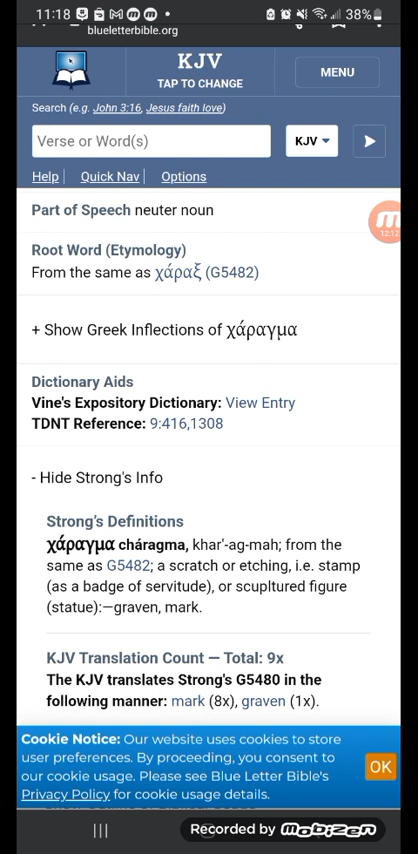 11:18 38%
blueletterbible.org
KJV
TAP TO CHANGE
MENU
Search (e.g. John 3:16, Jesus faith love)
Verse or Word(s)
KJV
Help Quick Nav Options
Part of Speech neuter noun
Root Word (Etymology)
From the same as χάραξ (G5482)
12:12
+ Show Greek Inflections of χάραγμα
Dictionary Aids
Vine's Expository Dictionary: View Entry
TDNT Reference: 9:416,1308
- Hide Strong's Info
Strong's Definitions
χάραγμα cháragma, khar'-ag-mah; from the
same as G5482; a scratch or etching, i.e. stamp
(as a badge of servitude), or scupltured figure
(statue):—graven, mark.
KJV Translation Count — Total: 9x
The KJV translates Strong's G5480 in the
following manner: mark (8x), graven (1x).
Cookie Notice: Our website uses cookies to store
user preferences. By proceeding, you consent to
our cookie usage. Please see Blue Letter Bible's
Privacy Policy for cookie usage details.
OK
Recorded by mobizen